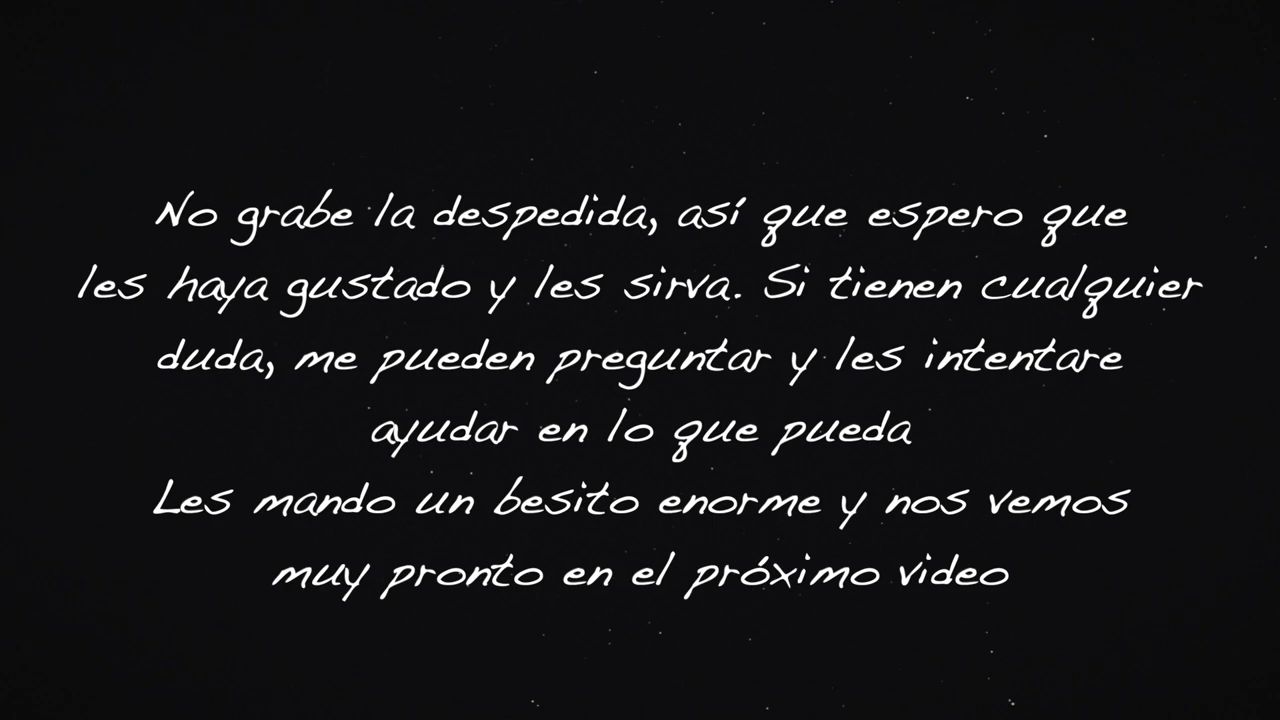 No grabe la despedida, así que espero que
les haya gustado y les sirva. Si tienen cualquier
duda, me pueden preguntar y les intentare
ayudar en lo que pueda
Les mando un besito enorme y nos vemos
muy pronto en el próximo video